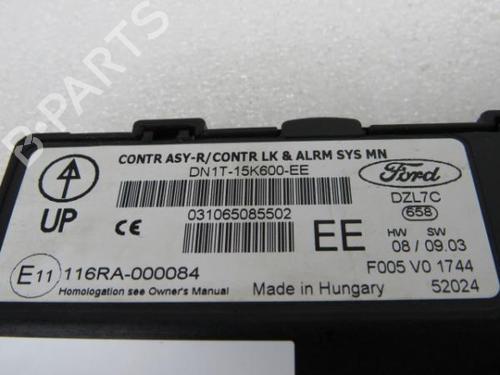 B-PARTS
CONTR ASY-R/CONTR LK & ALRM SYS MN
DN1T-15K600-EE
Ford
DZL7C
658
UP
CE
031065085502
EE
HW SW
08 / 09.03
E11 116RA-000084
F005 V0 1744
Homologation see Owner's Manual
Made in Hungary
52024